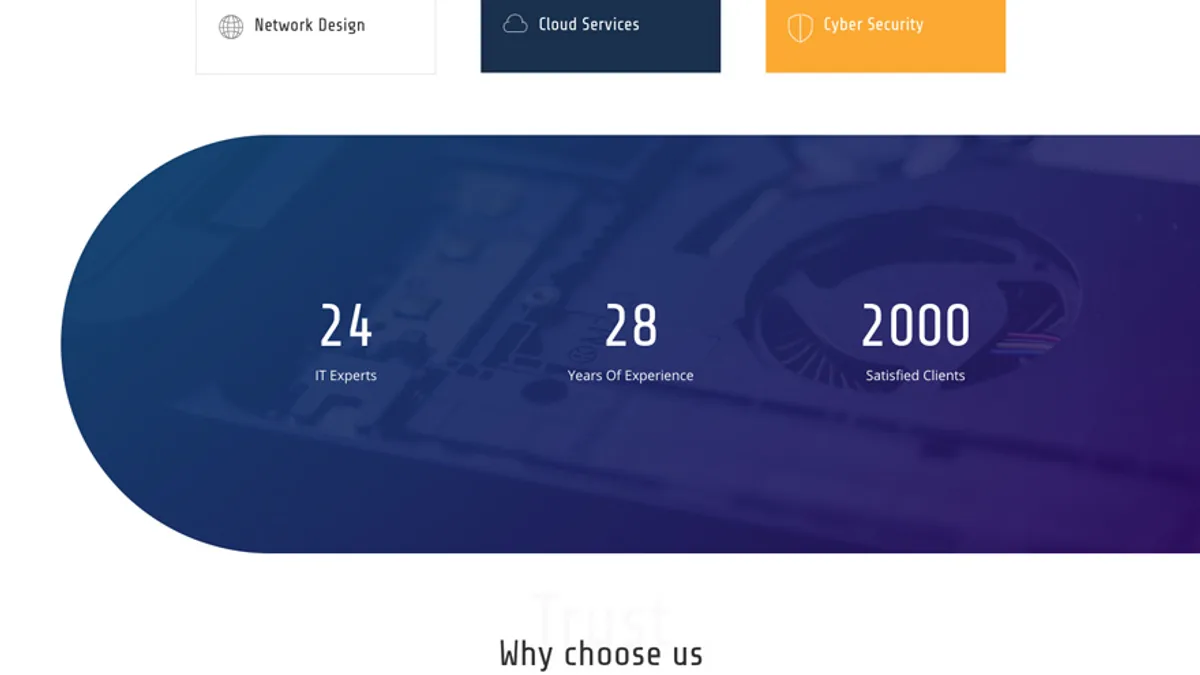 Network Design
Cloud Services
Cyber Security
24
28
2000
IT Experts
Years Of Experience
Satisfied Clients
Trust
Why choose us